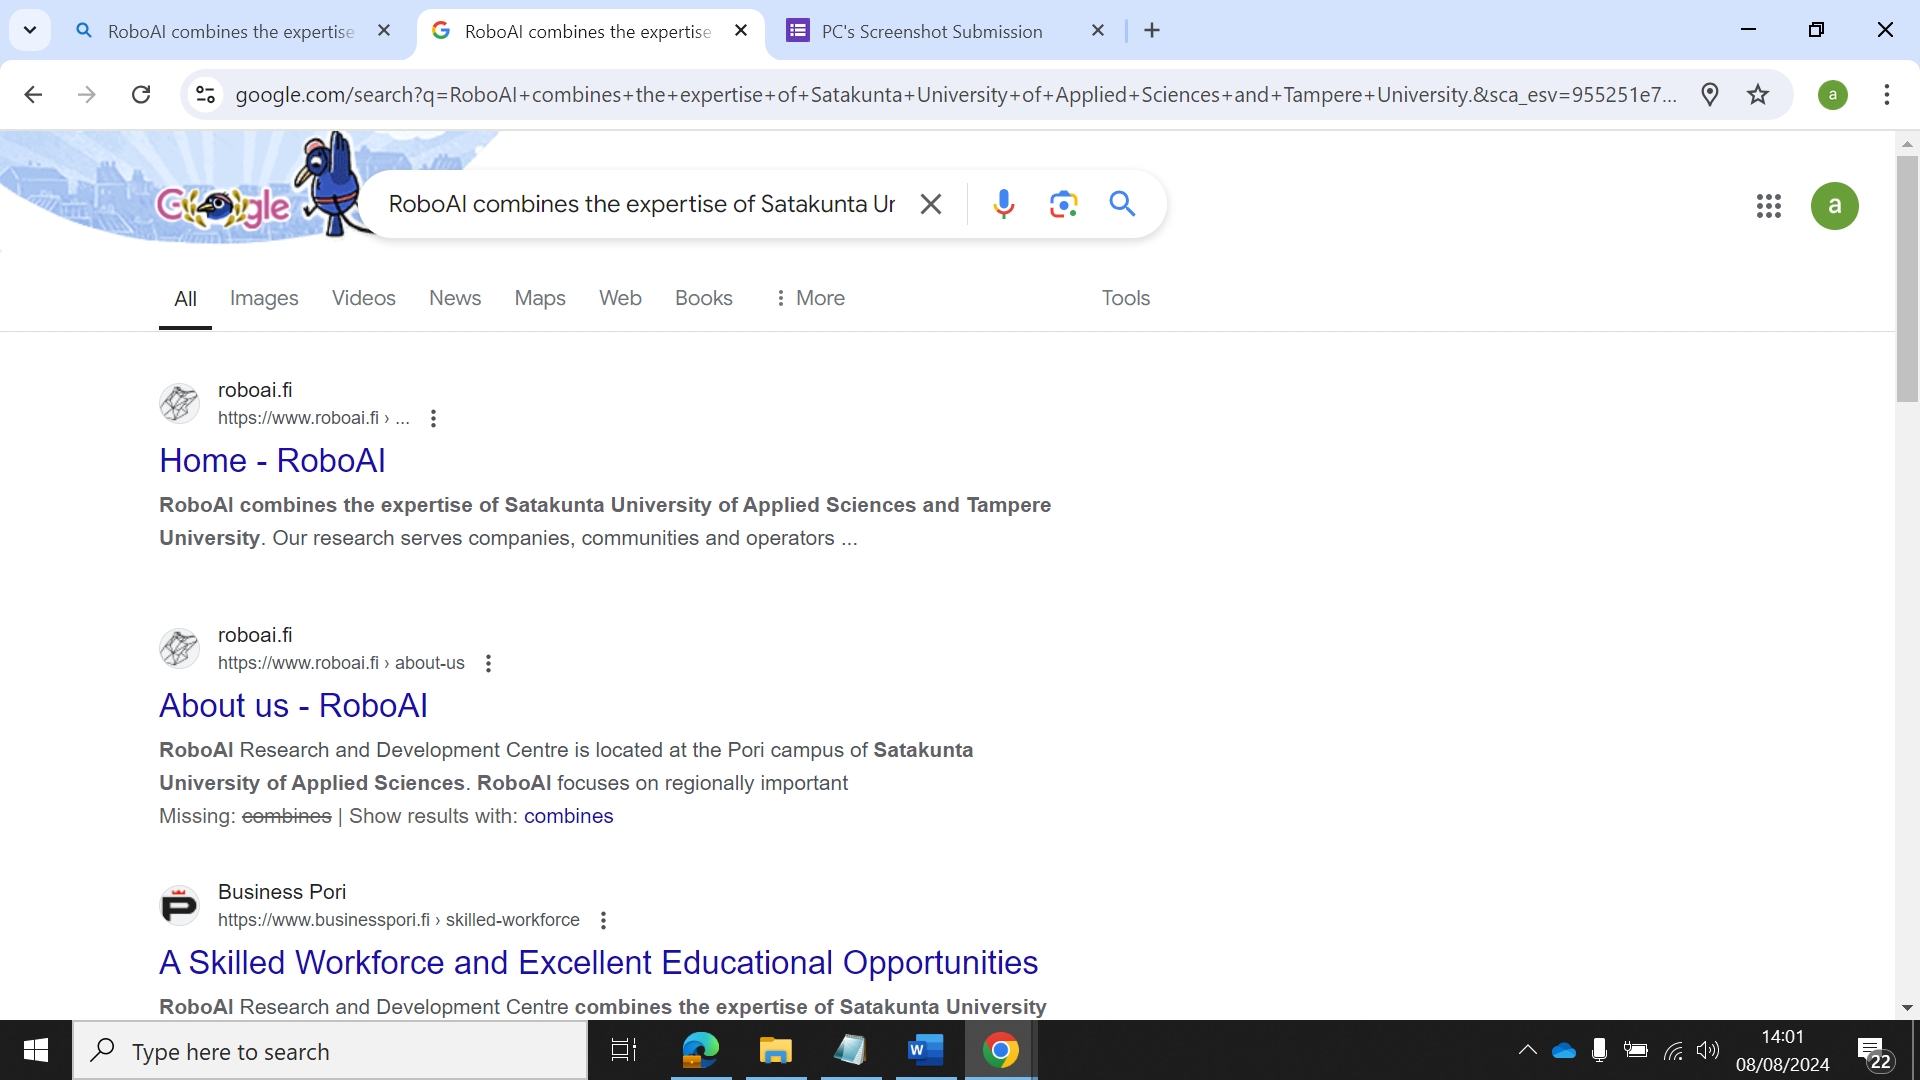 RoboAI combines the expertise
RoboAI combines the expertise
PC's Screenshot Submission
google.com/search?q=RoboAI+combines+the+expertise+of+Satakunta+University+of+Applied+Sciences+and+Tampere+University.&sca_esv=955251e7...
a
Google
RoboAI combines the expertise of Satakunta Ur
a
All
Images
Videos
News
Maps
Web
Books
More
Tools
roboai.fi
https://www.roboai.fi › ...
Home - RoboAI
RoboAI combines the expertise of Satakunta University of Applied Sciences and Tampere
University. Our research serves companies, communities and operators ...
roboai.fi
https://www.roboai.fi › about-us
About us - RoboAI
RoboAI Research and Development Centre is located at the Pori campus of Satakunta
University of Applied Sciences. RoboAI focuses on regionally important
Missing: combines | Show results with: combines
Business Pori
https://www.businesspori.fi › skilled-workforce
A Skilled Workforce and Excellent Educational Opportunities
RoboAI Research and Development Centre combines the expertise of Satakunta University
Type here to search
14:01
08/08/2024
22